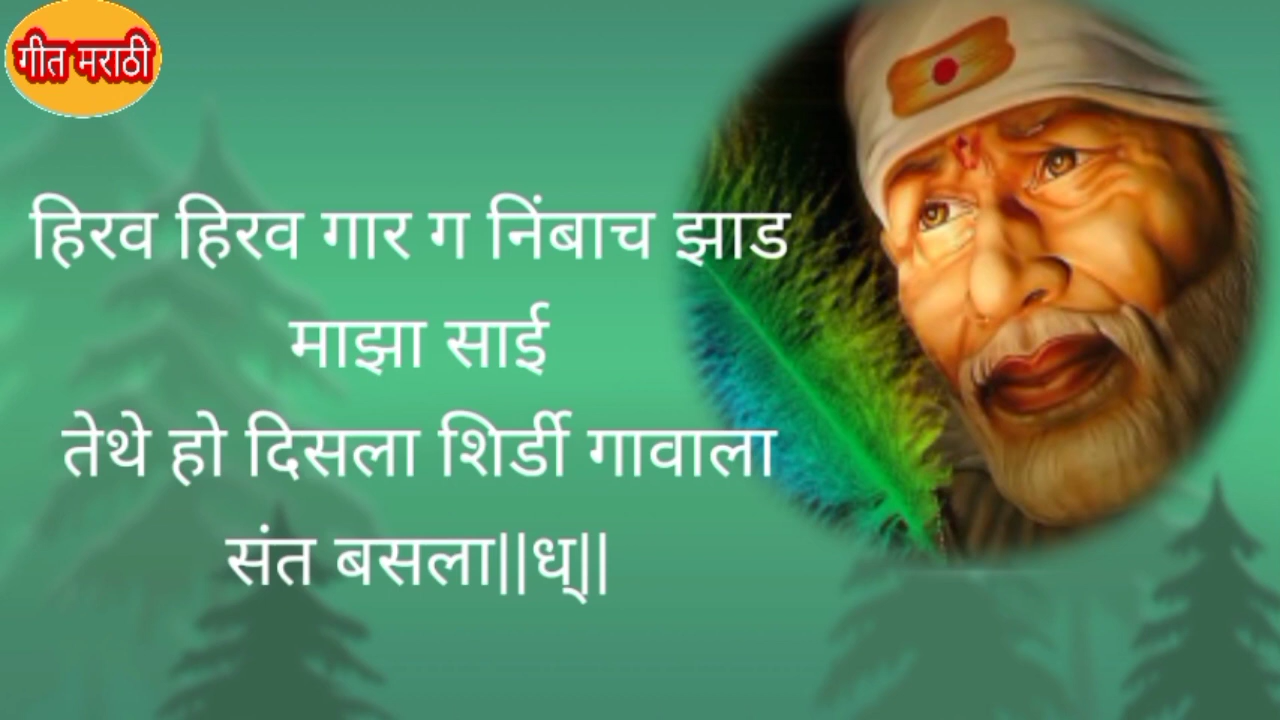 गीत मराठी
हिरव हिरव गार ग निंबाच झाड
माझा साई
तेथे हो दिसला शिर्डी गावाला
संत बसला||ध्||